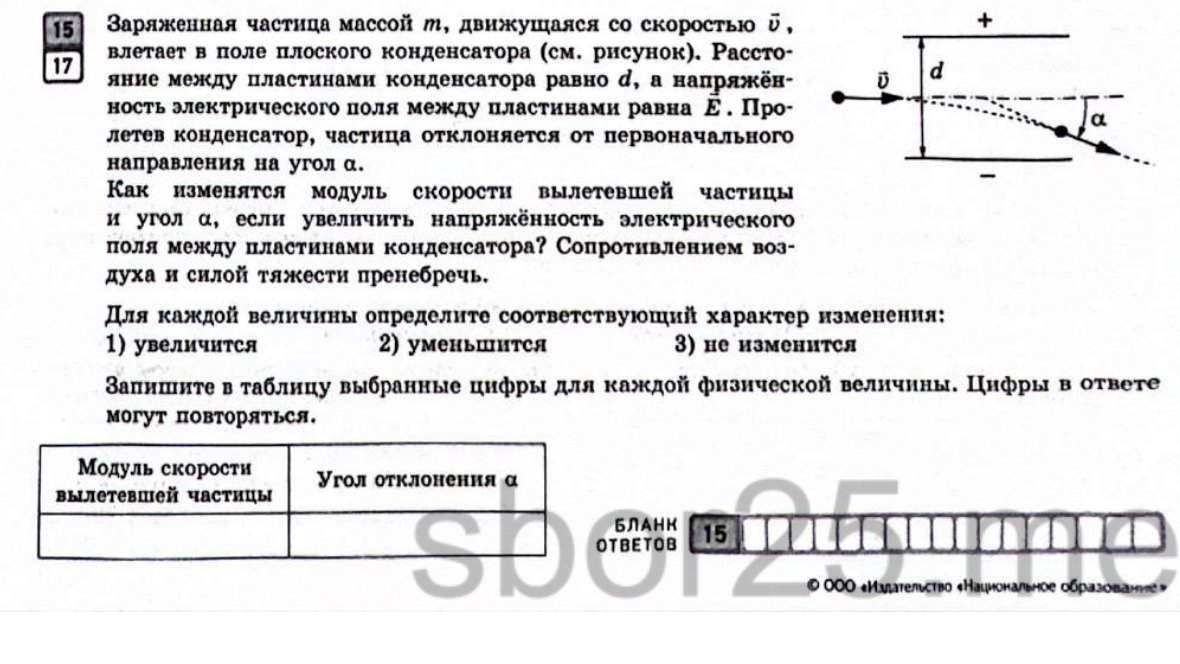 15
17
Заряженная частица массой m, движущаяся со скоростью υ⃗,
влетает в поле плоского конденсатора (см. рисунок). Рассто-
яние между пластинами конденсатора равно d, а напряжён-
ность электрического поля между пластинами равна E⃗. Про-
летев конденсатор, частица отклоняется от первоначального
направления на угол α.
Как изменятся модуль скорости вылетевшей частицы
и угол α, если увеличить напряжённость электрического
поля между пластинами конденсатора? Сопротивлением воз-
духа и силой тяжести пренебречь.
+
d
υ⃗
α
−
Для каждой величины определите соответствующий характер изменения:
1) увеличится 2) уменьшится 3) не изменится
Запишите в таблицу выбранные цифры для каждой физической величины. Цифры в ответе
могут повторяться.
Модуль скорости
вылетевшей частицы
Угол отклонения α
БЛАНК
ОТВЕТОВ
15
sbor25.me
© ООО «Издательство «Национальное образование»